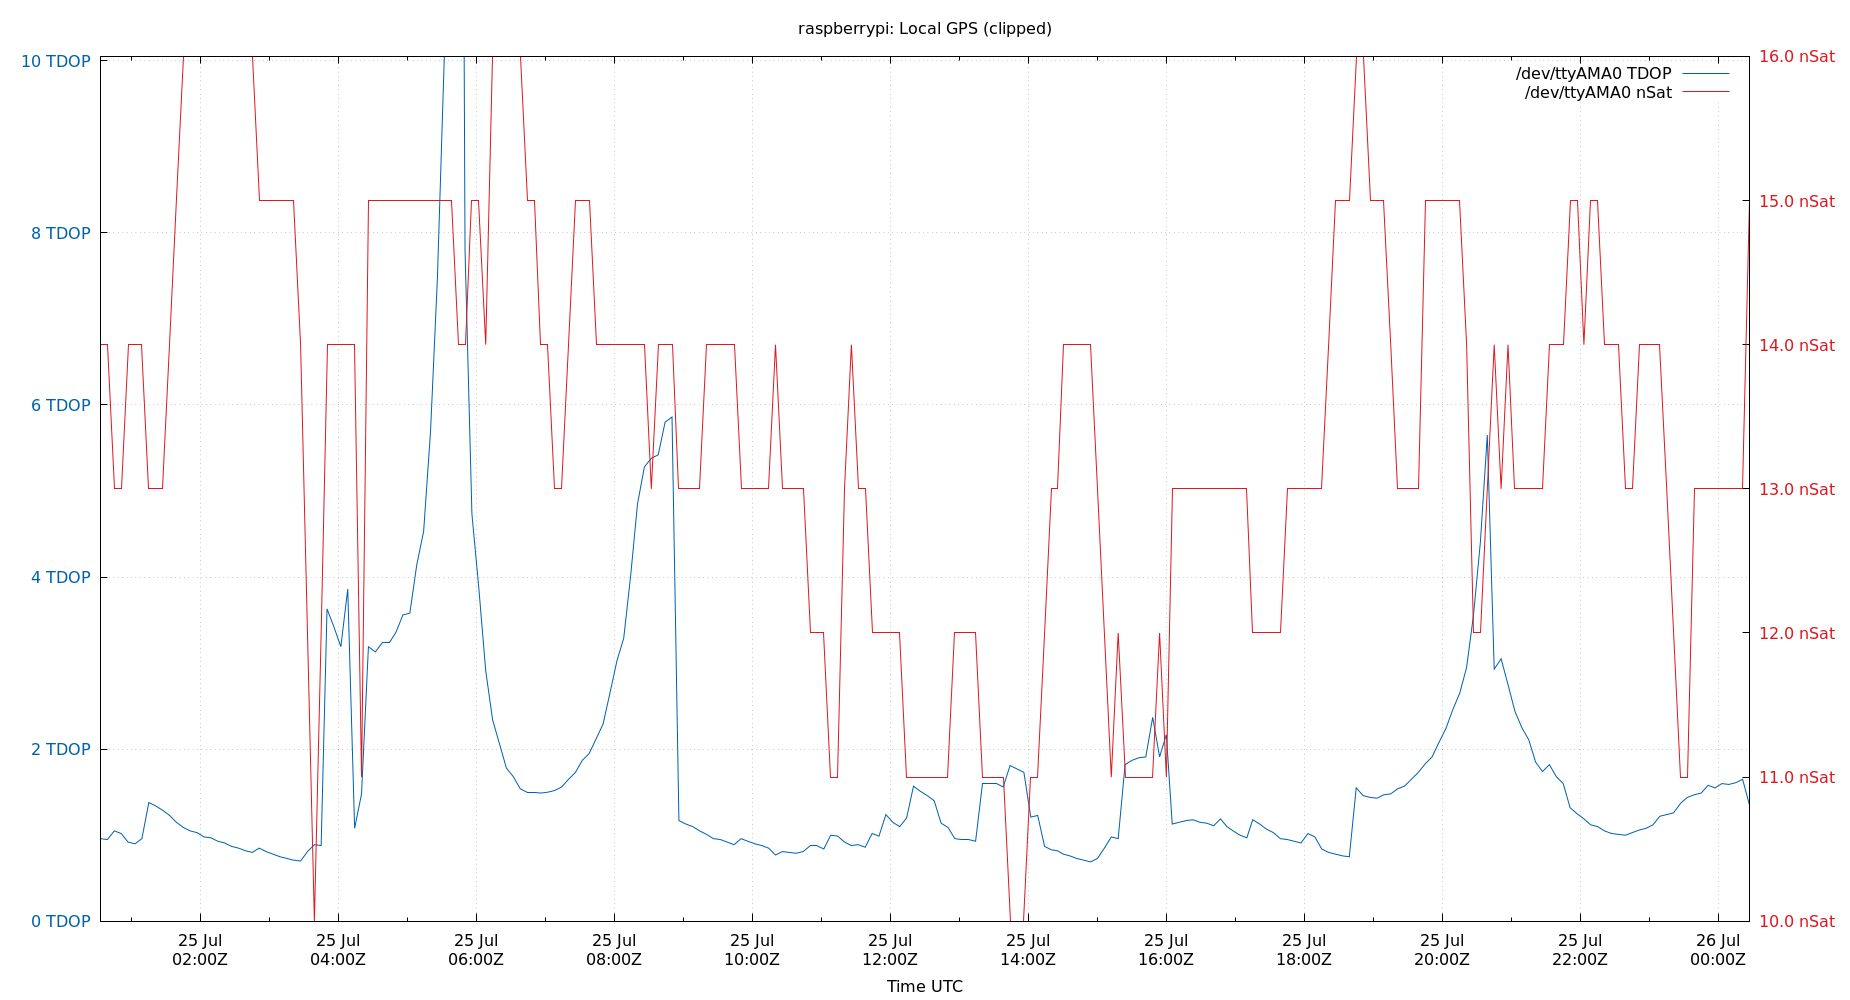 raspberrypi: Local GPS (clipped)
10 TDOP
8 TDOP
6 TDOP
4 TDOP
2 TDOP
0 TDOP
/dev/ttyAMA0 TDOP
/dev/ttyAMA0 nSat
16.0 nSat
15.0 nSat
14.0 nSat
13.0 nSat
12.0 nSat
11.0 nSat
10.0 nSat
25 Jul 25 Jul 25 Jul 25 Jul 25 Jul 25 Jul 25 Jul 25 Jul 25 Jul 25 Jul 25 Jul 26 Jul
02:00Z 04:00Z 06:00Z 08:00Z 10:00Z 12:00Z 14:00Z 16:00Z 18:00Z 20:00Z 22:00Z 00:00Z
Time UTC